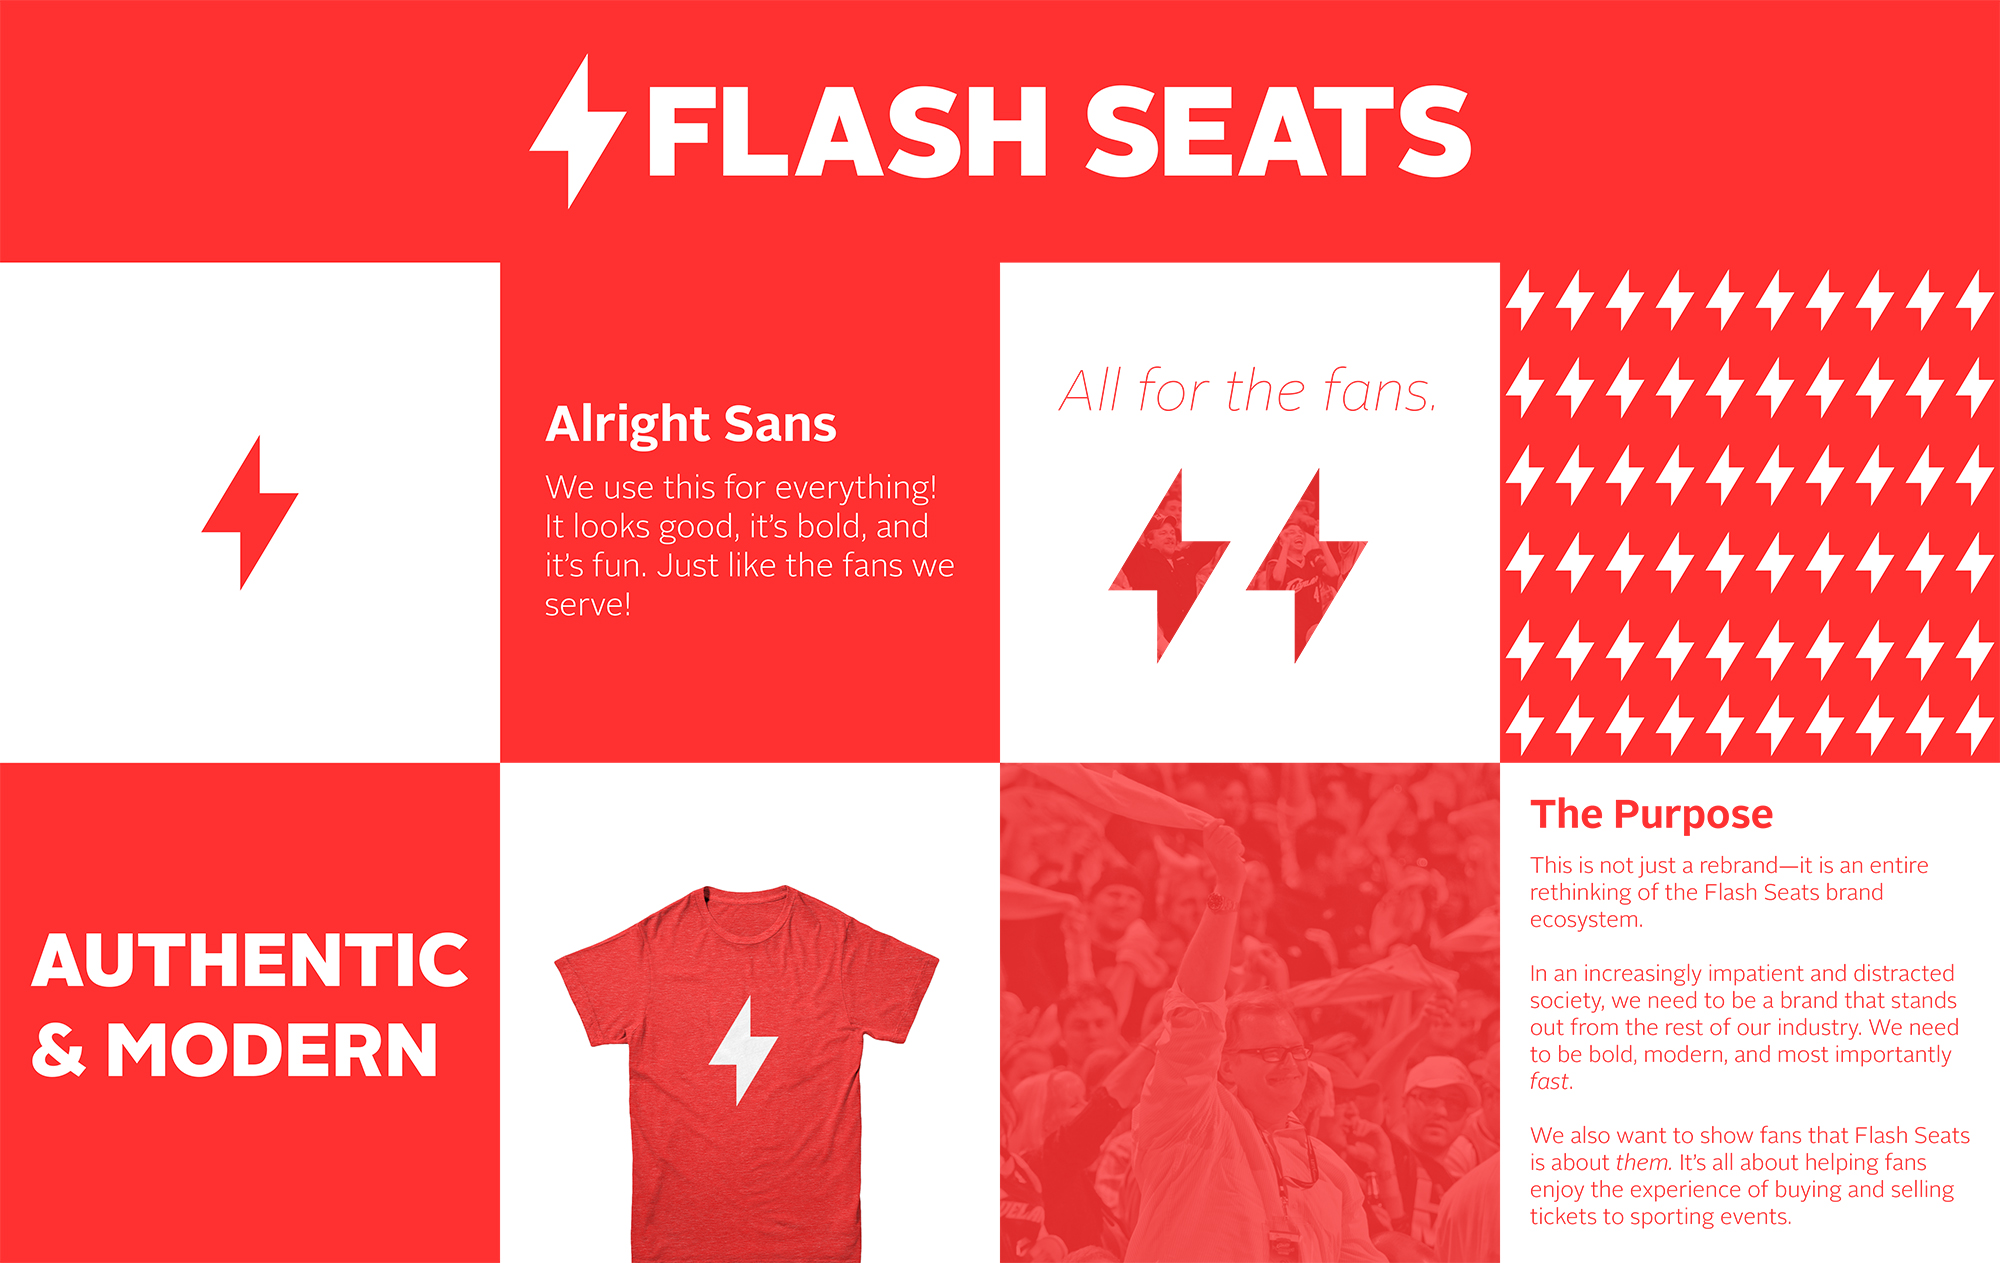 FLASH SEATS
Alright Sans
We use this for everything!
It looks good, it's bold, and
it's fun. Just like the fans we
serve!
All for the fans.
AUTHENTIC
& MODERN
The Purpose
This is not just a rebrand—it is an entire
rethinking of the Flash Seats brand
ecosystem.
In an increasingly impatient and distracted
society, we need to be a brand that stands
out from the rest of our industry. We need
to be bold, modern, and most importantly
fast.
We also want to show fans that Flash Seats
is about them. It's all about helping fans
enjoy the experience of buying and selling
tickets to sporting events.